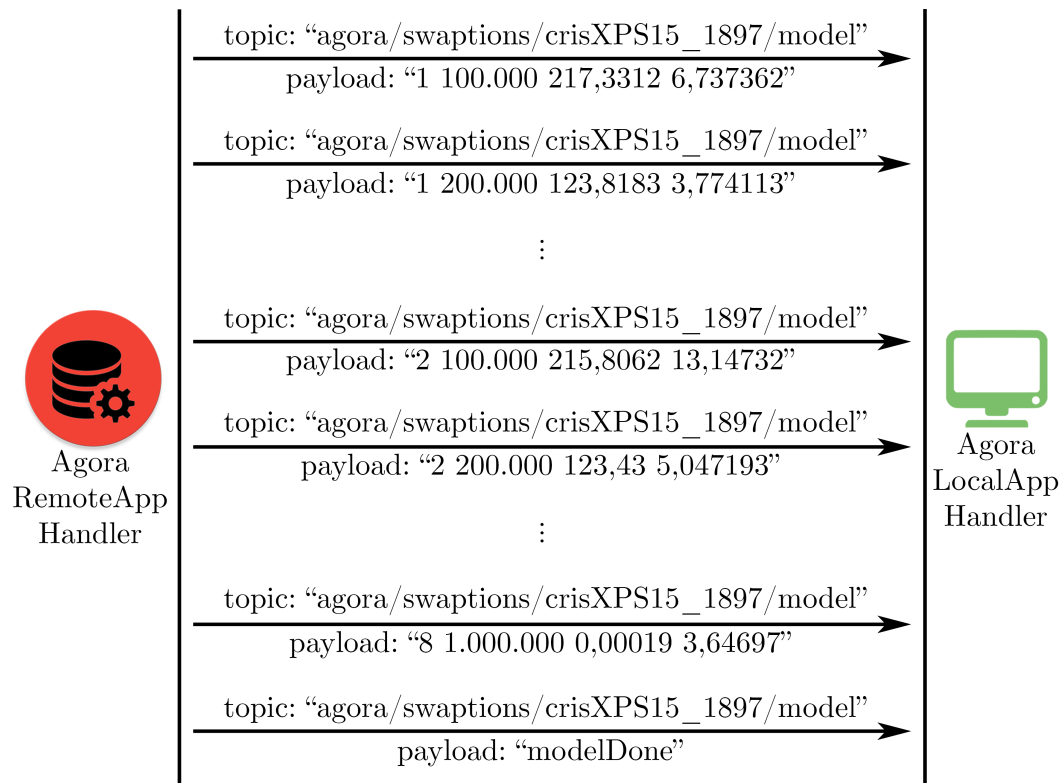 topic: “agora/swaptions/crisXPS15_1897/model”
payload: “1 100.000 217,3312 6,737362”
topic: “agora/swaptions/crisXPS15_1897/model”
payload: “1 200.000 123,8183 3,774113”
⋮
topic: “agora/swaptions/crisXPS15_1897/model”
payload: “2 100.000 215,8062 13,14732”
topic: “agora/swaptions/crisXPS15_1897/model”
payload: “2 200.000 123,43 5,047193”
Agora
RemoteApp
Handler
Agora
LocalApp
Handler
⋮
topic: “agora/swaptions/crisXPS15_1897/model”
payload: “8 1.000.000 0,00019 3,64697”
topic: “agora/swaptions/crisXPS15_1897/model”
payload: “modelDone”